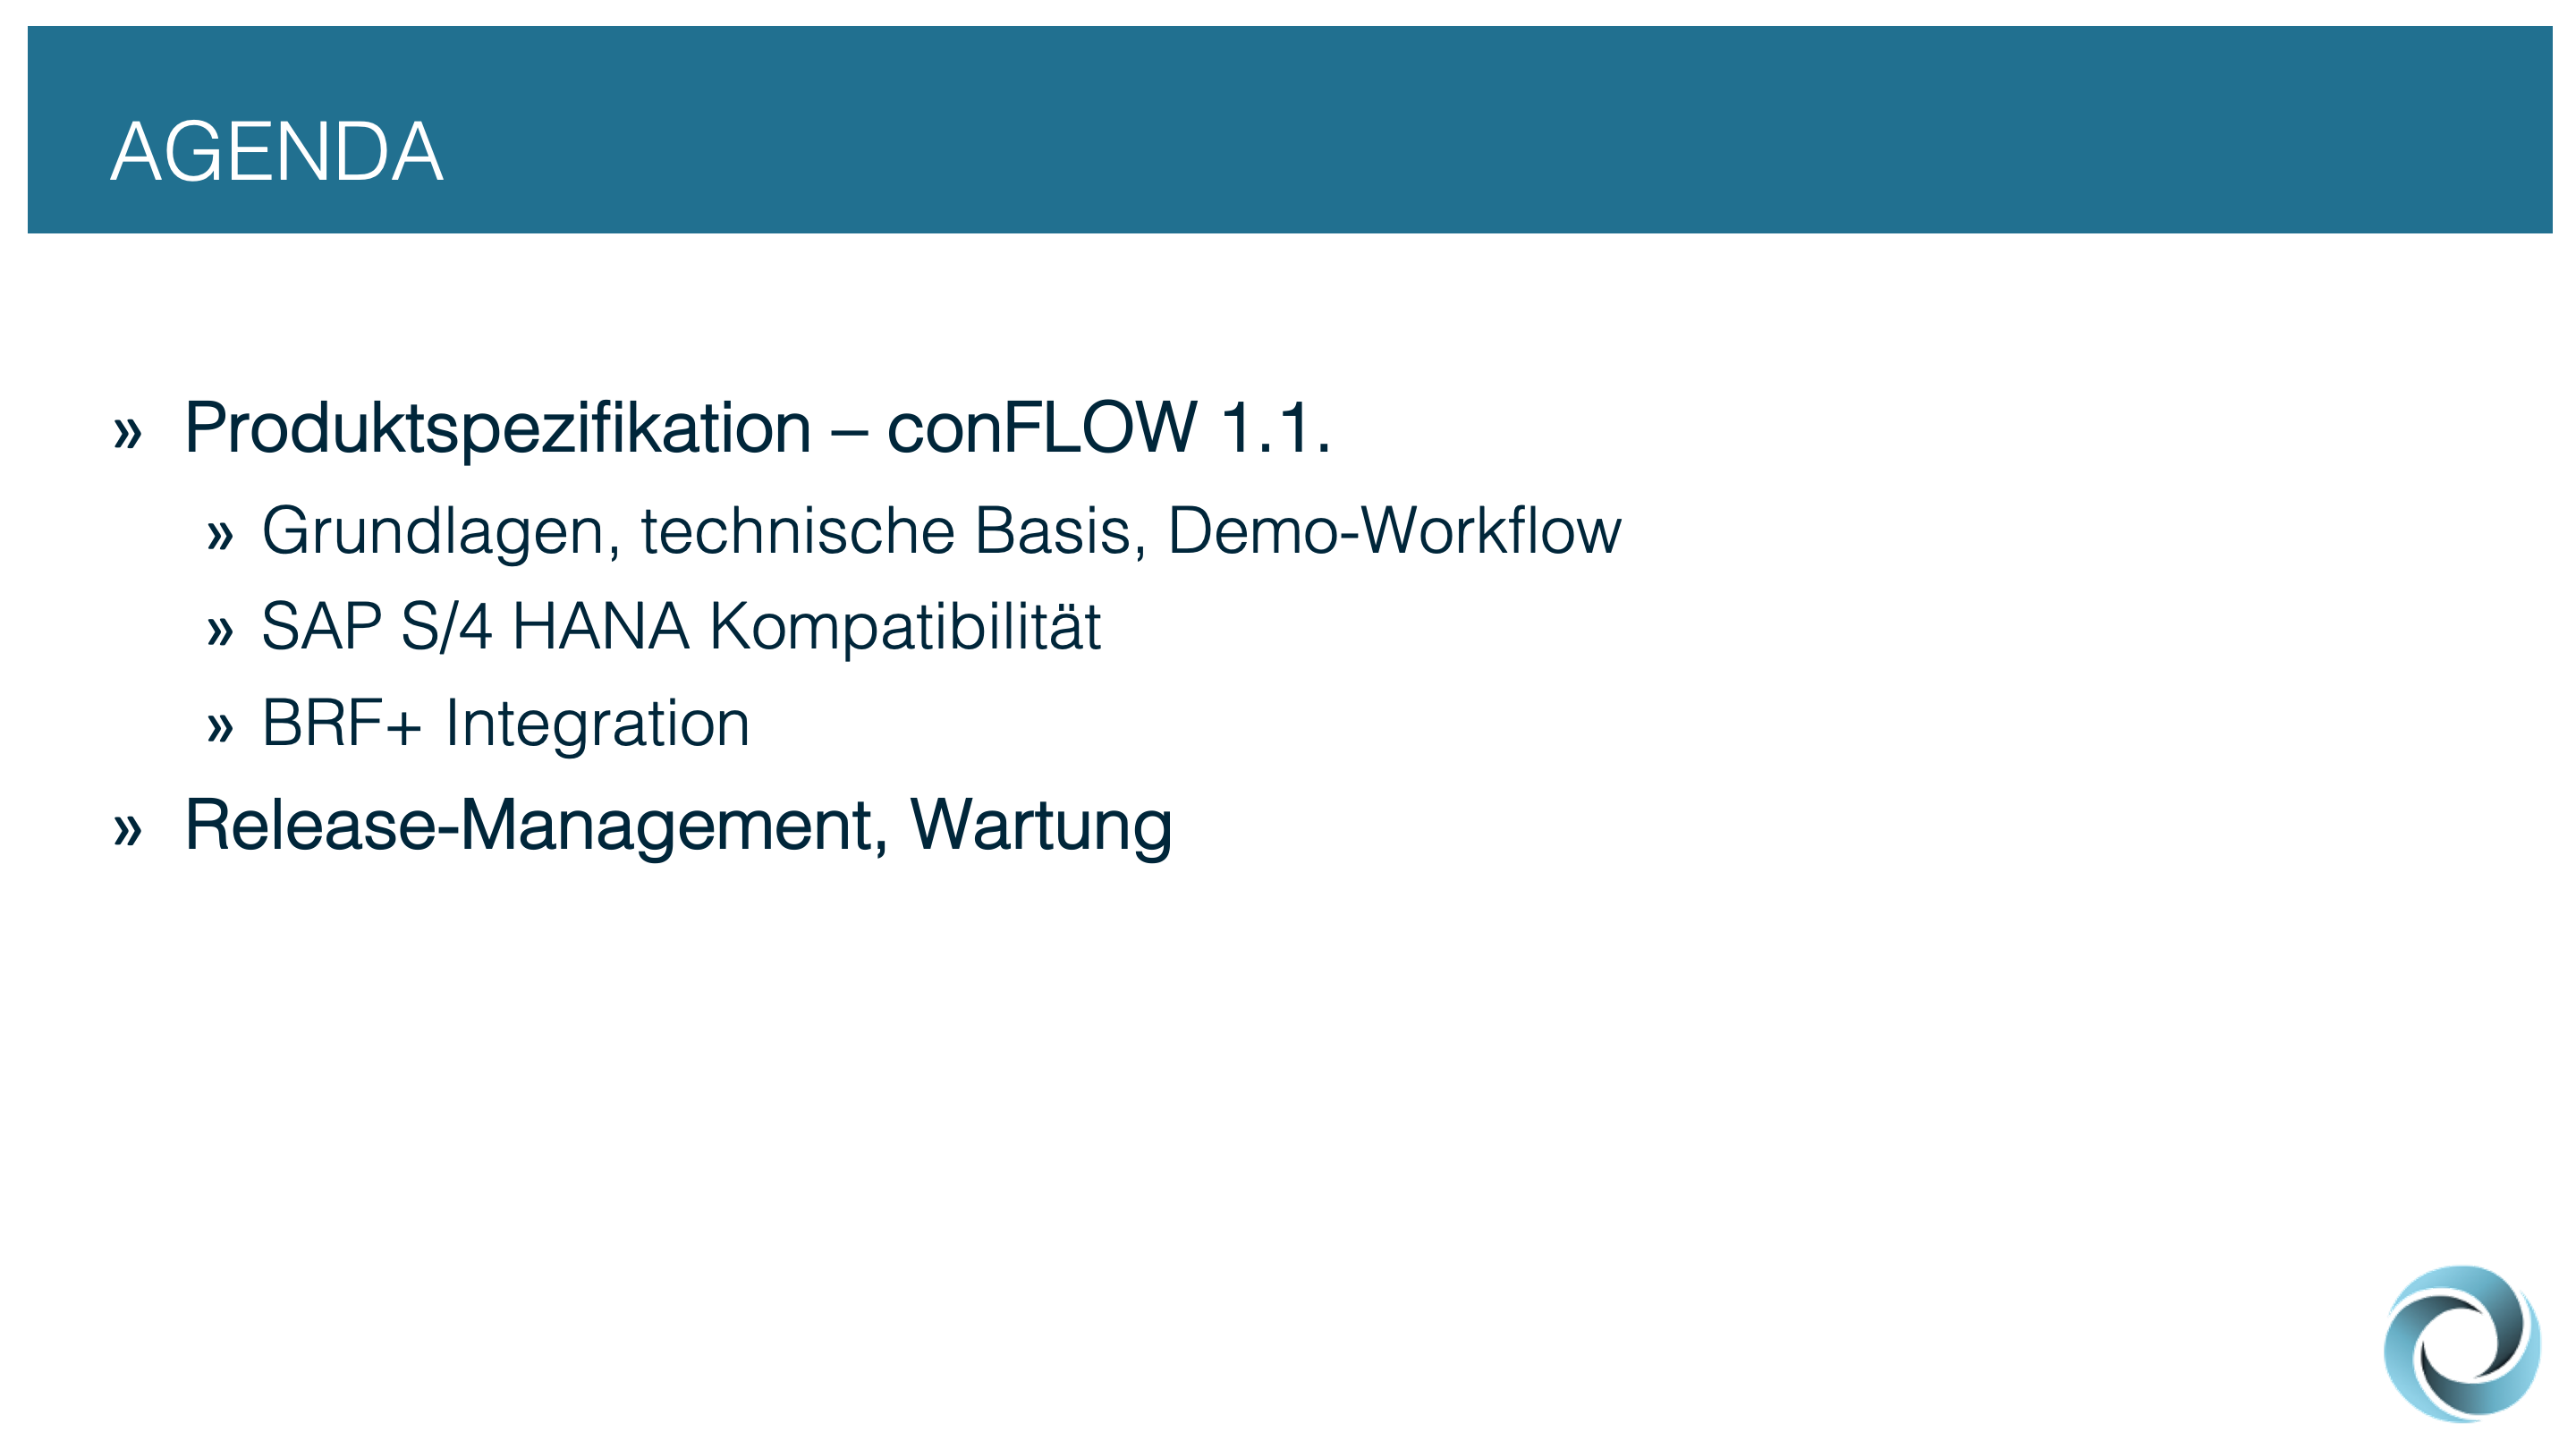 AGENDA
» Produktspezifikation – conFLOW 1.1.
» Grundlagen, technische Basis, Demo-Workflow
» SAP S/4 HANA Kompatibilität
» BRF+ Integration
» Release-Management, Wartung